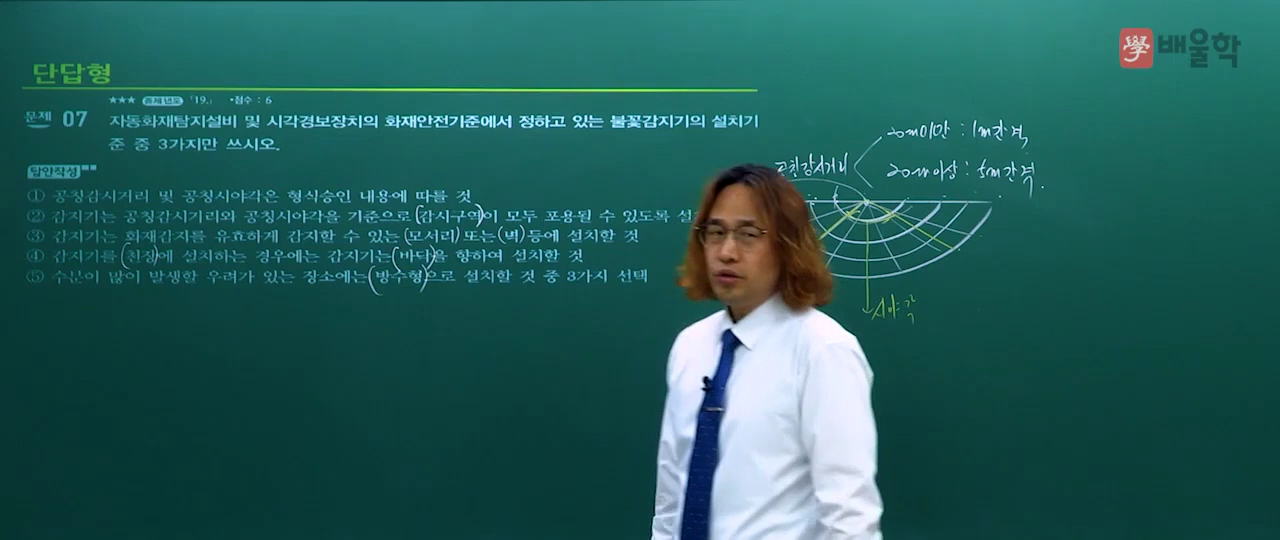 學 배울학
단답형
★★★ 출제년도 「19.」 •점수 : 6
문제 07 자동화재탐지설비 및 시각경보장치의 화재안전기준에서 정하고 있는 불꽃감지기의 설치기
준 중 3가지만 쓰시오.
답안작성
① 공칭감시거리 및 공칭시야각은 형식승인 내용에 따를 것
② 감지기는 공칭감시거리와 공칭시야각을 기준으로 (감시구역)이 모두 포용될 수 있도록
③ 감지기는 화재감지를 유효하게 감지할 수 있는 (모서리) 또는 (벽) 등에 설치할 것
④ 감지기를 (천장)에 설치하는 경우에는 감지기는 (바닥)을 향하여 설치할 것
⑤ 수분이 많이 발생할 우려가 있는 장소에는 (방수형)으로 설치할 것 중 3가지 선택
20m미만 : 1m간격
공칭감시거리
20m이상 : 5m간격.
시야각